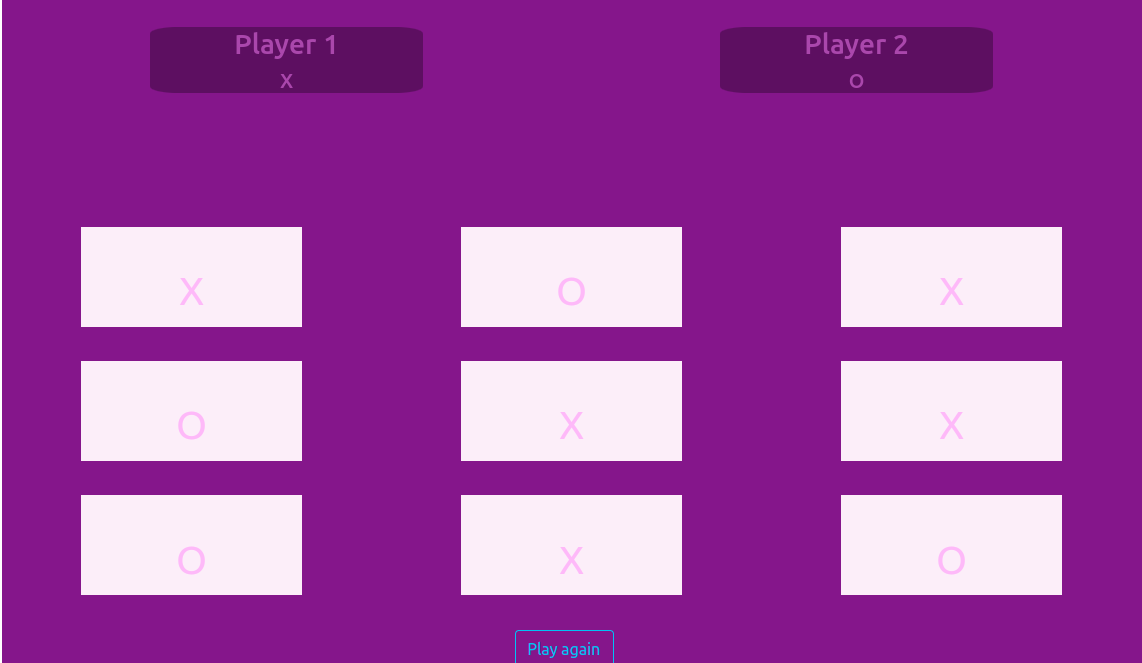 Player 1
x
Player 2
o
X O X
O X X
O X O
Play again